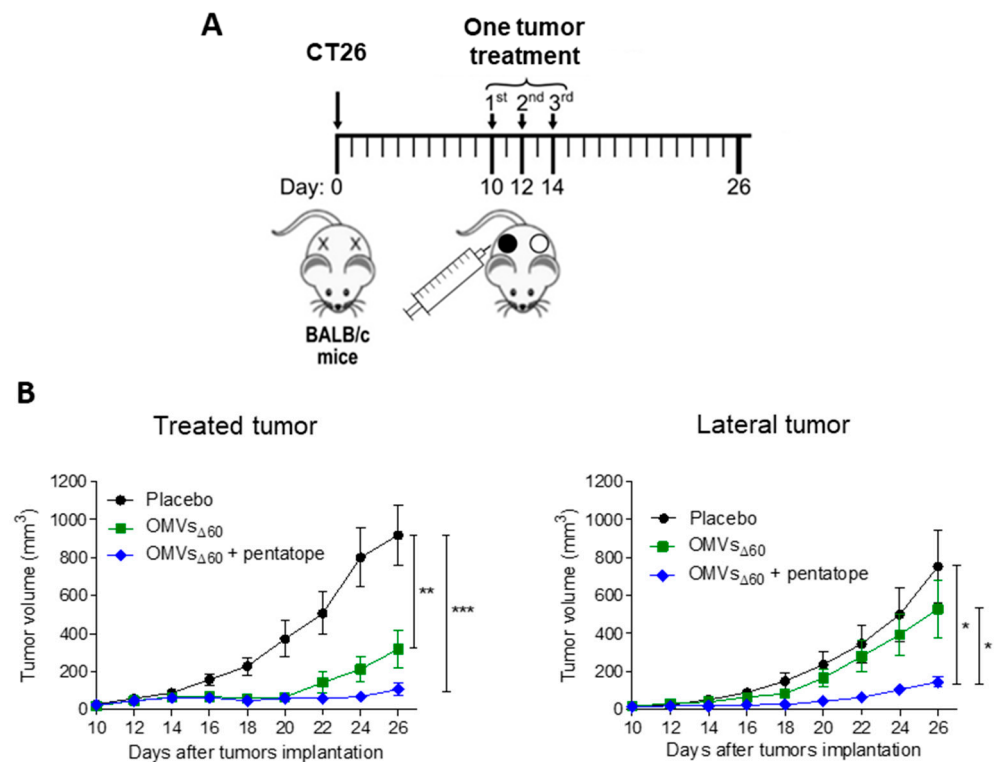 A
CT26
One tumor
treatment
1st 2nd 3rd
Day: 0 10 12 14 26
X X
BALB/c
mice
B
Treated tumor
Tumor volume (mm3)
1200
1000
800
600
400
200
0
Placebo
OMVsΔ60
OMVsΔ60 + pentatope
**
***
10 12 14 16 18 20 22 24 26
Days after tumors implantation
Lateral tumor
Tumor volume (mm3)
1200
1000
800
600
400
200
0
Placebo
OMVsΔ60
OMVsΔ60 + pentatope
*
*
10 12 14 16 18 20 22 24 26
Days after tumors implantation